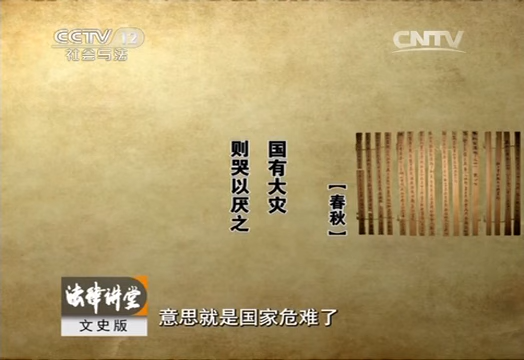 CCTV 12
社会与法
CNTV
国有大灾
则哭以厌之
【春秋】
法律讲堂
文史版
意思就是国家危难了